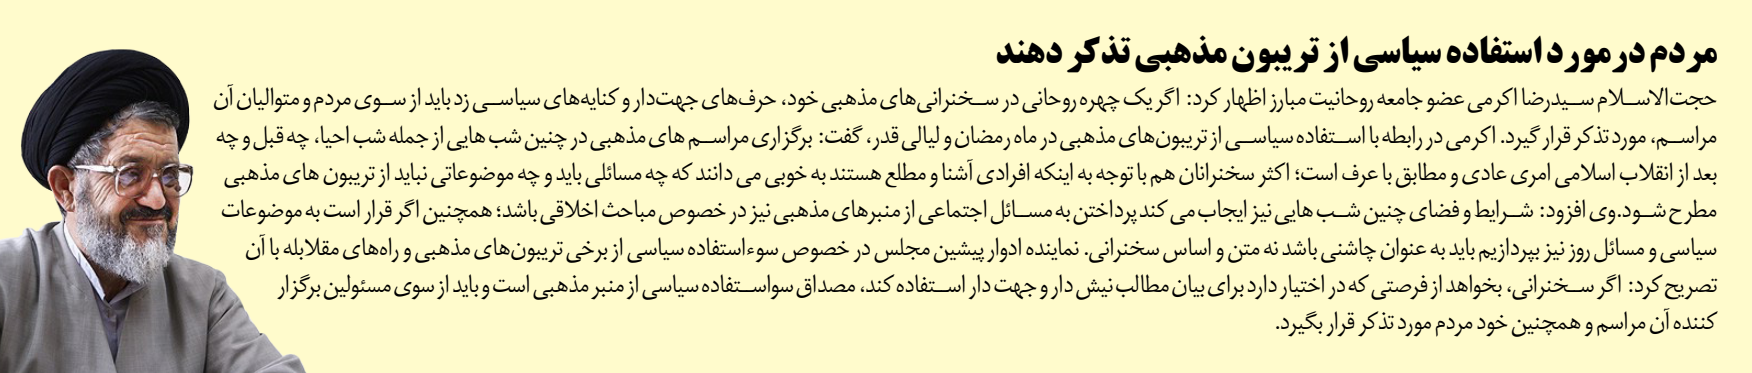 مردم در مورد استفاده سیاسی از تریبون مذهبی تذکر دهند
حجت‌الاسلام سیدرضا اکرمی عضو جامعه روحانیت مبارز اظهار کرد: اگر یک چهره روحانی در سخنرانی‌های مذهبی خود، حرف‌های جهت‌دار و کنایه‌های سیاسی زد باید از سوی مردم و متوالیان آن
مراسم، مورد تذکر قرار گیرد. اکرمی در رابطه با استفاده سیاسی از تریبون‌های مذهبی در ماه رمضان و لیالی قدر، گفت: برگزاری مراسم های مذهبی در چنین شب هایی از جمله شب احیا، چه قبل و چه
بعد از انقلاب اسلامی امری عادی و مطابق با عرف است؛ اکثر سخنرانان هم با توجه به اینکه افرادی آشنا و مطلع هستند به خوبی می دانند که چه مسائلی باید و چه موضوعاتی نباید از تریبون های مذهبی
مطرح شود.وی افزود: شرایط و فضای چنین شب هایی نیز ایجاب می کند پرداختن به مسائل اجتماعی از منبرهای مذهبی نیز در خصوص مباحث اخلاقی باشد؛ همچنین اگر قرار است به موضوعات
سیاسی و مسائل روز نیز بپردازیم باید به عنوان چاشنی باشد نه متن و اساس سخنرانی. نماینده ادوار پیشین مجلس در خصوص سوءاستفاده سیاسی از برخی تریبون‌های مذهبی و راه‌های مقلابله با آن
تصریح کرد: اگر سخنرانی، بخواهد از فرصتی که در اختیار دارد برای بیان مطالب نیش دار و جهت دار استفاده کند، مصداق سواستفاده سیاسی از منبر مذهبی است و باید از سوی مسئولین برگزار
کننده آن مراسم و همچنین خود مردم مورد تذکر قرار بگیرد.